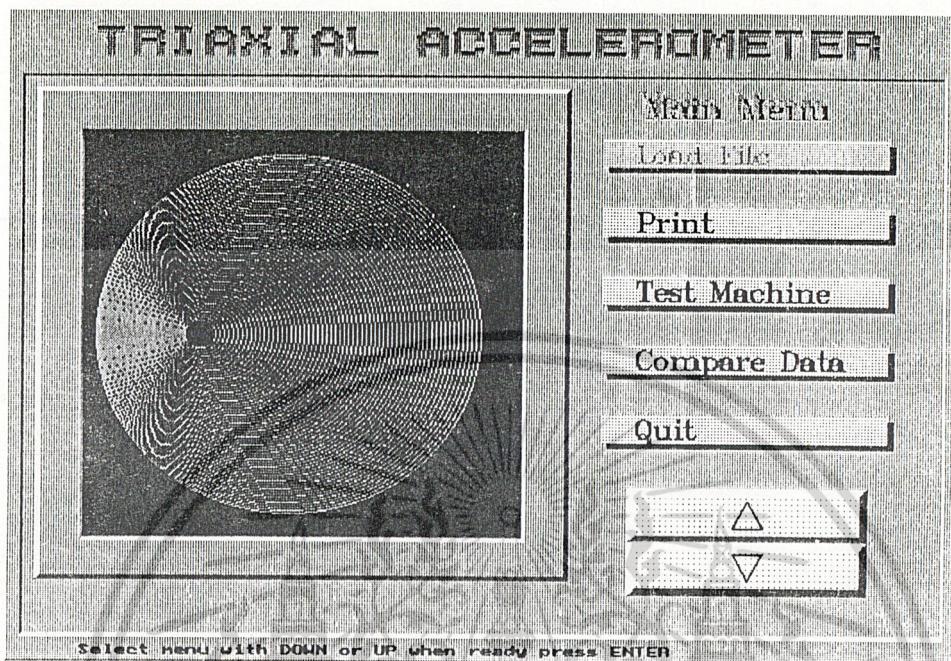 TRIAXIAL ACCELEROMETER
Main Menu
Load File
Print
Test Machine
Compare Data
Quit
Select menu with DOWN or UP when ready press ENTER